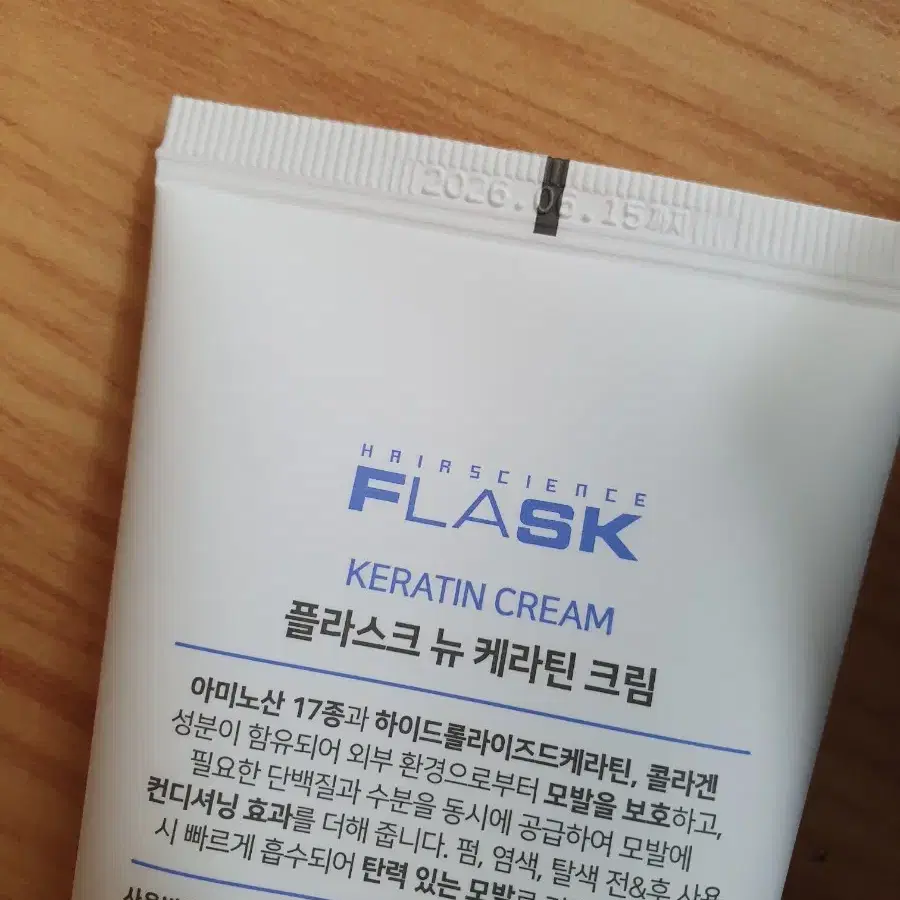 2026.06.15까지
HAIRSCIENCE
FLASK
KERATIN CREAM
플라스크 뉴 케라틴 크림
아미노산 17종과 하이드롤라이즈드케라틴, 콜라겐
성분이 함유되어 외부 환경으로부터 모발을 보호하고,
필요한 단백질과 수분을 동시에 공급하여 모발에
컨디셔닝 효과를 더해 줍니다. 펌, 염색, 탈색 전&후 사용
시 빠르게 흡수되어 탄력 있는 모발로